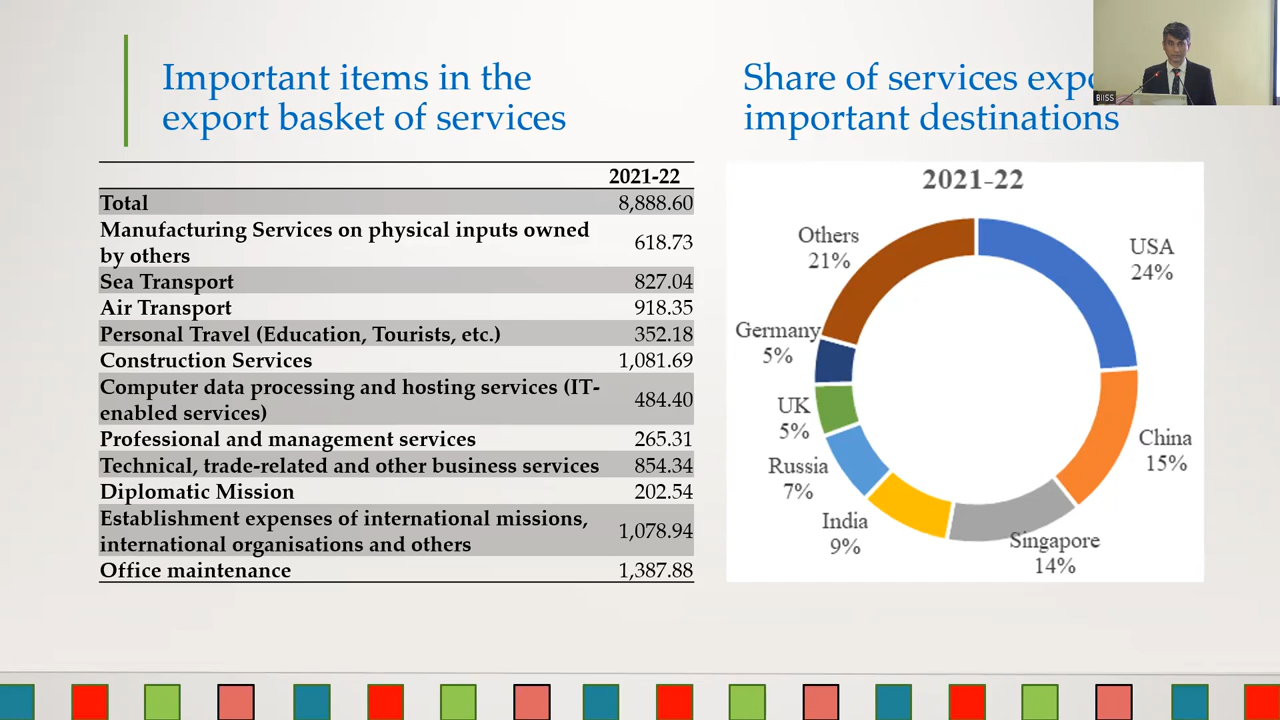 Important items in the
export basket of services
2021-22
Total 8,888.60
Manufacturing Services on physical inputs owned
by others 618.73
Sea Transport 827.04
Air Transport 918.35
Personal Travel (Education, Tourists, etc.) 352.18
Construction Services 1,081.69
Computer data processing and hosting services (IT-
enabled services) 484.40
Professional and management services 265.31
Technical, trade-related and other business services 854.34
Diplomatic Mission 202.54
Establishment expenses of international missions,
international organisations and others 1,078.94
Office maintenance 1,387.88
Share of services
important destinations
2021-22
USA
24%
China
15%
Singapore
14%
India
9%
Russia
7%
UK
5%
Germany
5%
Others
21%
BIISS